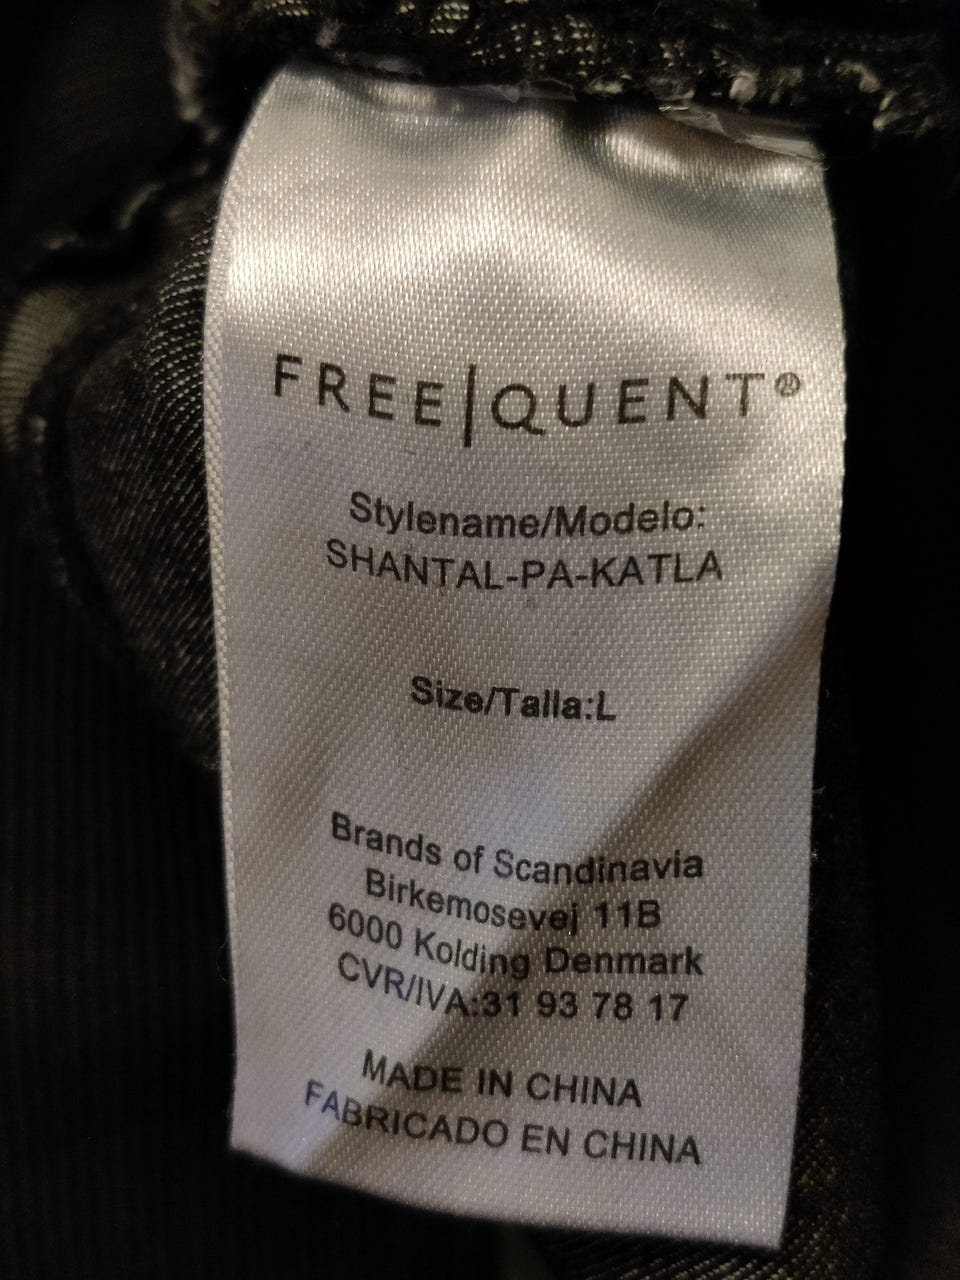 FREE|QUENT®
Stylename/Modelo:
SHANTAL-PA-KATLA
Size/Talla:L
Brands of Scandinavia
Birkemosevej 11B
6000 Kolding Denmark
CVR/IVA:31 93 78 17
MADE IN CHINA
FABRICADO EN CHINA